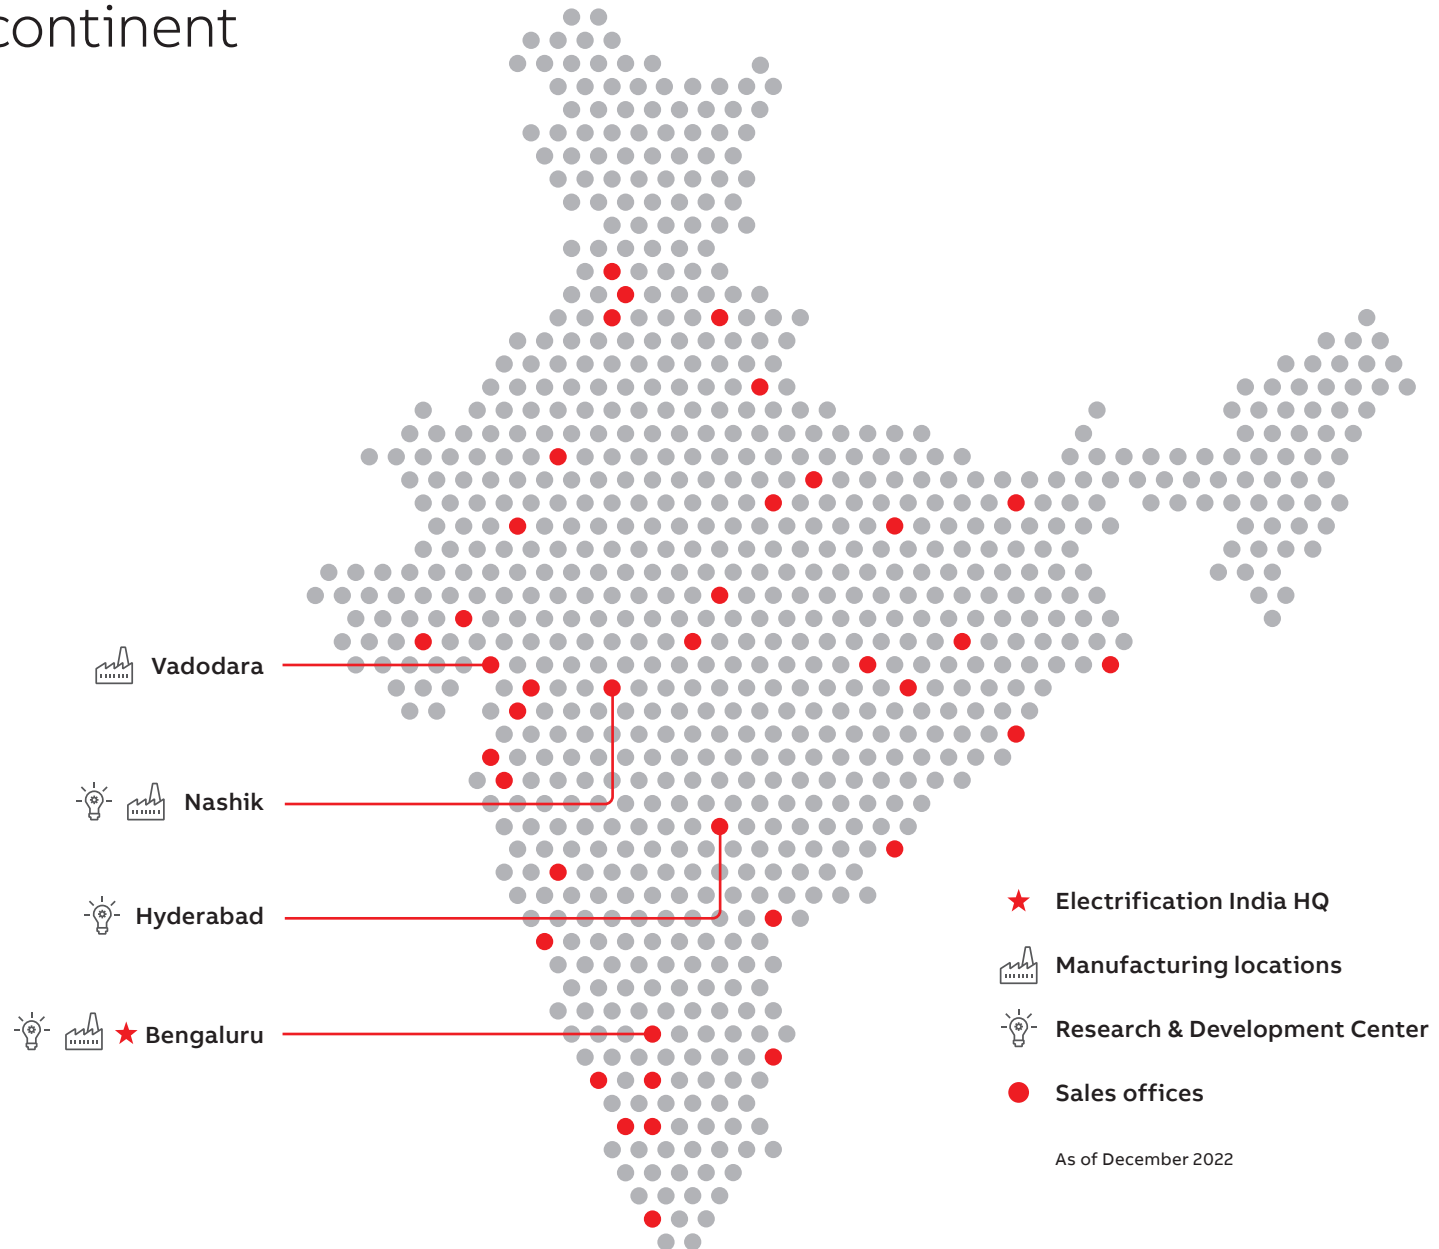 continent
Vadodara
Nashik
Hyderabad
Bengaluru
Electrification India HQ
Manufacturing locations
Research & Development Center
Sales offices
As of December 2022